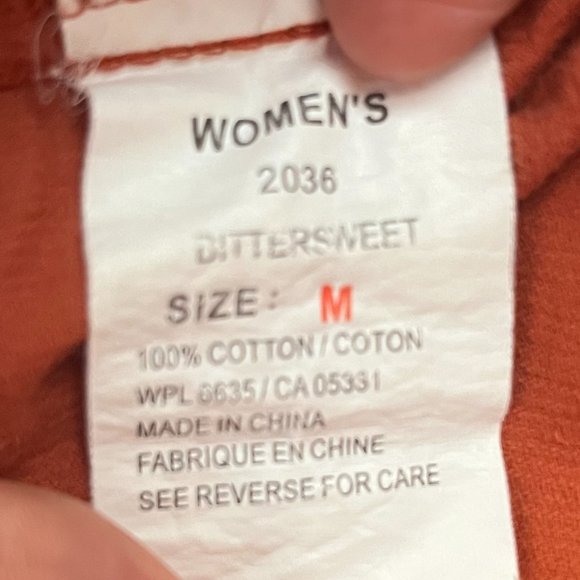 WOMEN'S
2036
BITTERSWEET
SIZE: M
100% COTTON/COTON
WPL 6635/CA 05331
MADE IN CHINA
FABRIQUE EN CHINE
SEE REVERSE FOR CARE